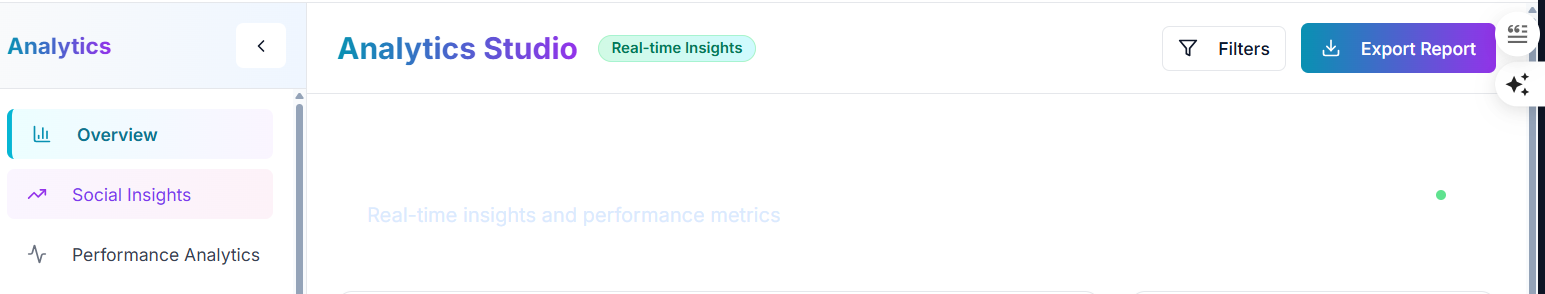 Analytics
Analytics Studio
Real-time Insights
Filters
Export Report
Overview
Social Insights
Performance Analytics
Real-time insights and performance metrics